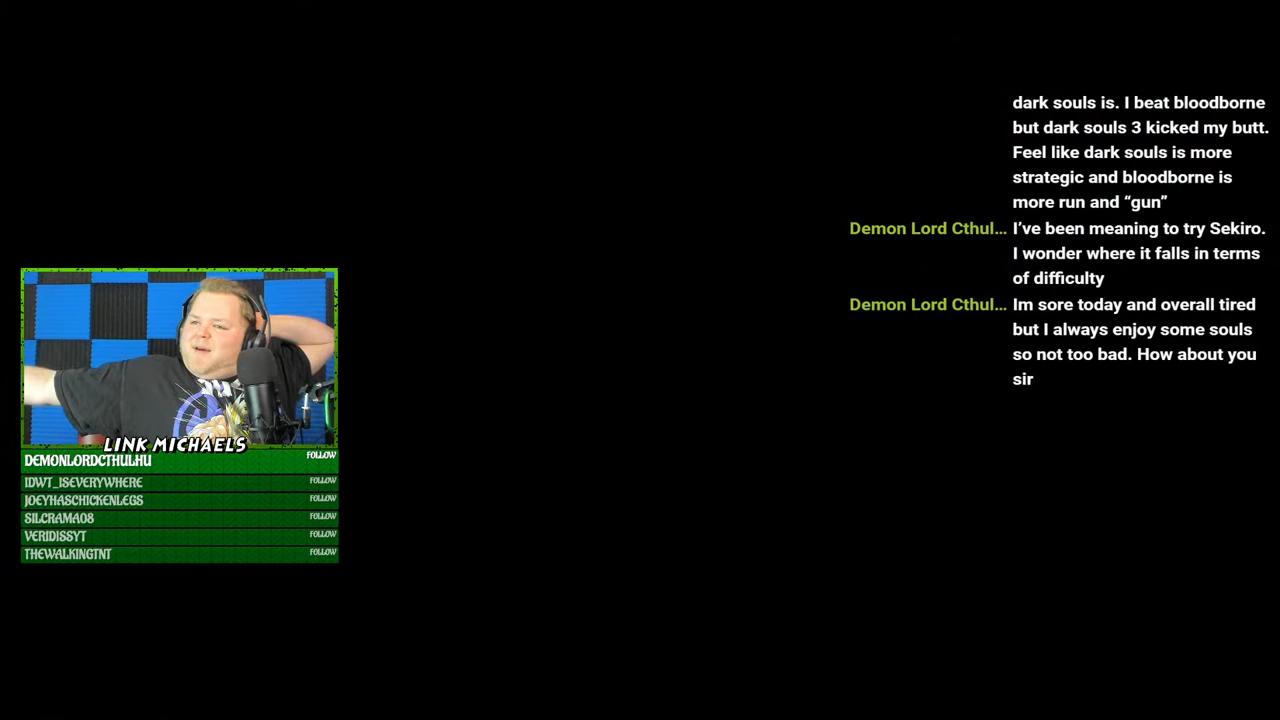 dark souls is. I beat bloodborne
but dark souls 3 kicked my butt.
Feel like dark souls is more
strategic and bloodborne is
more run and “gun”
Demon Lord Cthul... I’ve been meaning to try Sekiro.
I wonder where it falls in terms
of difficulty
Demon Lord Cthul... Im sore today and overall tired
but I always enjoy some souls
so not too bad. How about you
sir
LINK MICHAELS
DEMONLORDCTHULHU FOLLOW
IDWT_ISEVERYWHERE FOLLOW
JOEYHASCHICKENLEGS FOLLOW
SILCRAMA08 FOLLOW
VERIDISSYT FOLLOW
THEWALKINGTNT FOLLOW